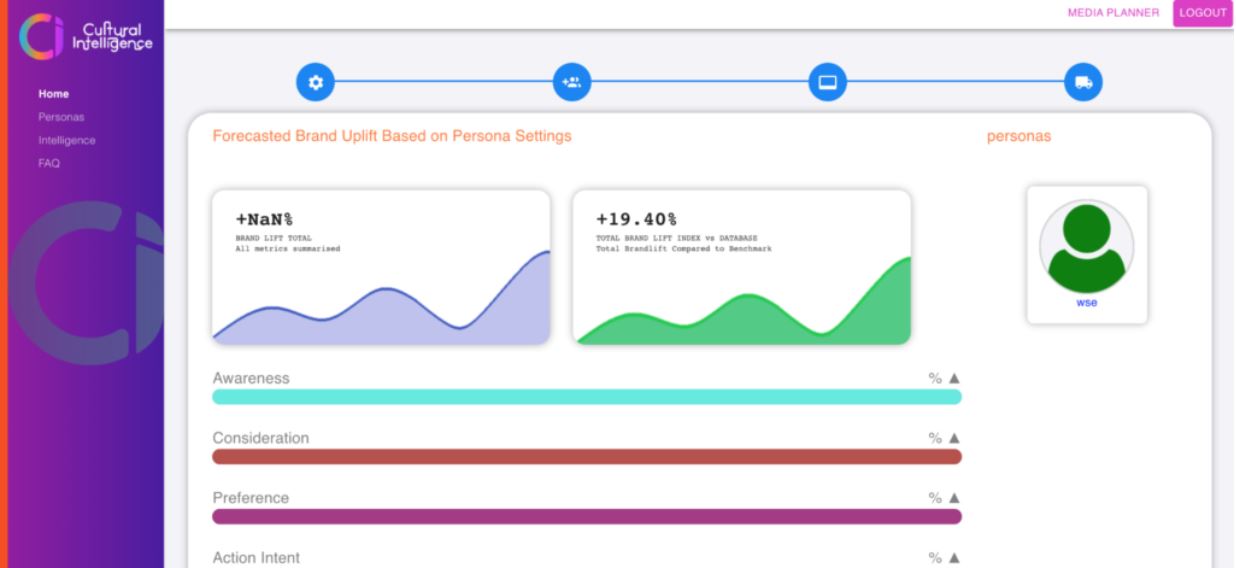 Cultural
Intelligence
MEDIA PLANNER
LOGOUT
Home
Personas
Intelligence
FAQ
Forecasted Brand Uplift Based on Persona Settings
personas
+NaN%
BRAND LIFT TOTAL
All metrics summarised
+19.40%
TOTAL BRAND LIFT INDEX vs DATABASE
Total Brandlift Compared to Benchmark
wse
Awareness % ▲
Consideration % ▲
Preference % ▲
Action Intent % ▲